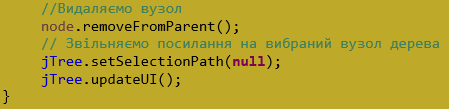 //Видаляємо вузол
node.removeFromParent();
// Звільняємо посилання на вибраний вузол дерева
jTree.setSelectionPath(null);
jTree.updateUI();
}